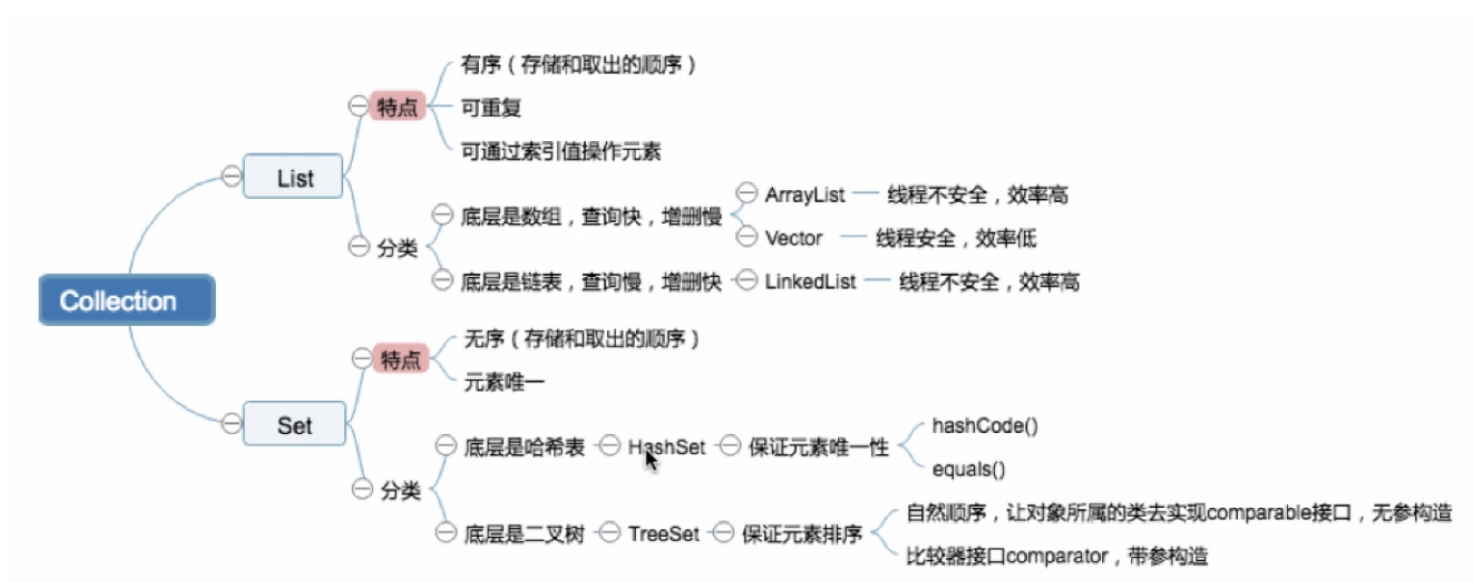 Collection
List
特点
有序（存储和取出的顺序）
可重复
可通过索引值操作元素
分类
底层是数组，查询快，增删慢
ArrayList
线程不安全，效率高
Vector
线程安全，效率低
底层是链表，查询慢，增删快
LinkedList
线程不安全，效率高
Set
特点
无序（存储和取出的顺序）
元素唯一
分类
底层是哈希表
HashSet
保证元素唯一性
hashCode()
equals()
底层是二叉树
TreeSet
保证元素排序
自然顺序，让对象所属的类去实现comparable接口，无参构造
比较器接口comparator，带参构造